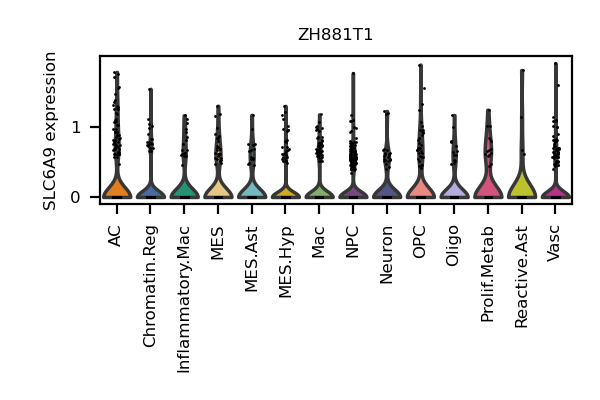 ZH881T1
SLC6A9 expression
1
0
AC
Chromatin.Reg
Inflammatory.Mac
MES
MES.Ast
MES.Hyp
Mac
NPC
Neuron
OPC
Oligo
Prolif.Metab
Reactive.Ast
Vasc